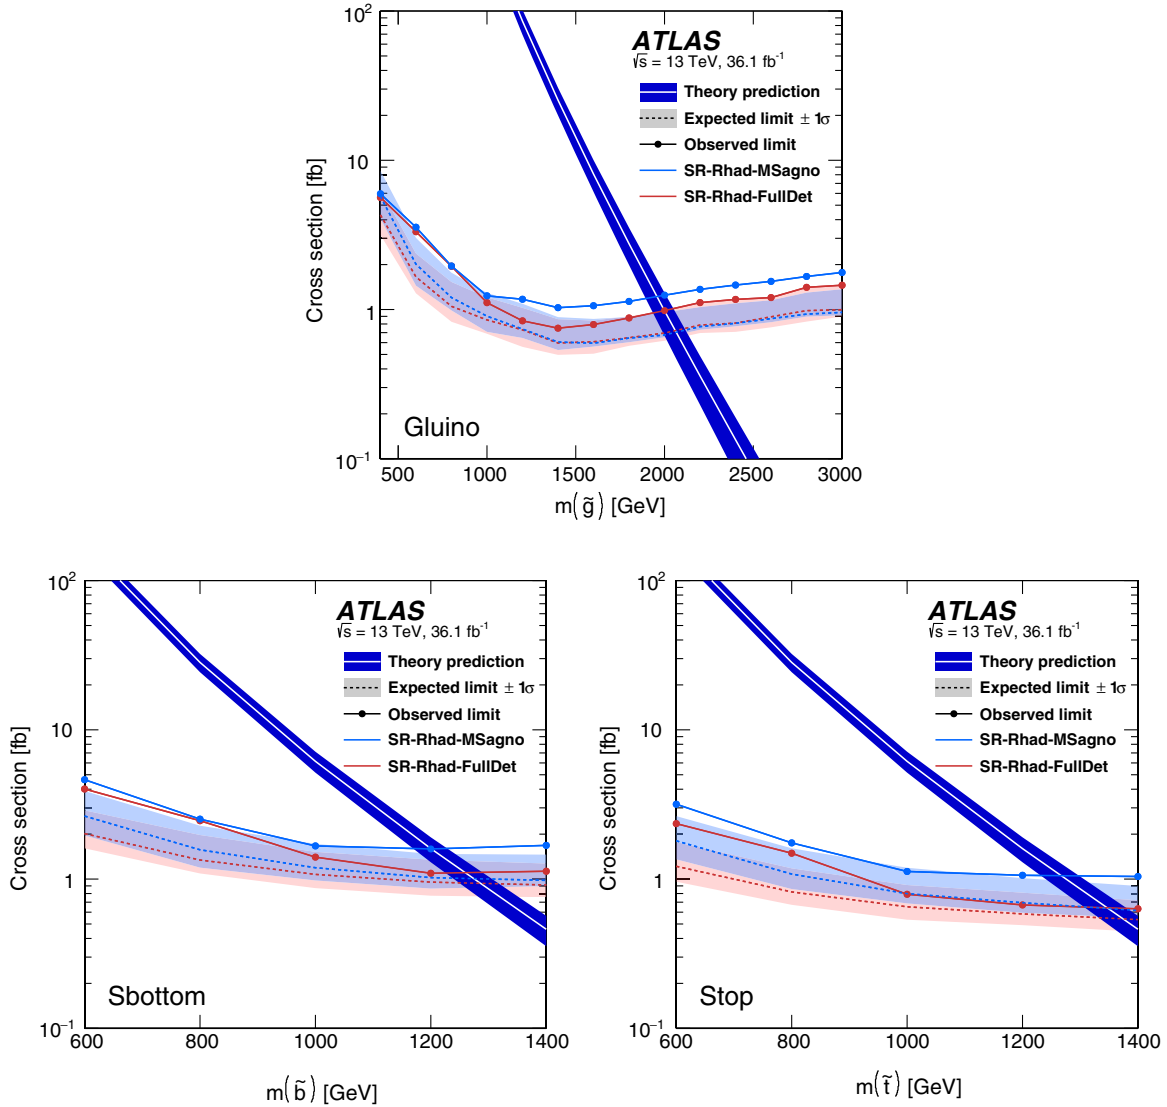 10²
10
1
10⁻¹
Cross section [fb]
ATLAS
√s = 13 TeV, 36.1 fb⁻¹
Theory prediction
Expected limit ± 1σ
Observed limit
SR-Rhad-MSagno
SR-Rhad-FullDet
Gluino
500 1000 1500 2000 2500 3000
m(g̃) [GeV]
10²
10
1
10⁻¹
Cross section [fb]
ATLAS
√s = 13 TeV, 36.1 fb⁻¹
Theory prediction
Expected limit ± 1σ
Observed limit
SR-Rhad-MSagno
SR-Rhad-FullDet
Sbottom
600 800 1000 1200 1400
m(b̃) [GeV]
10²
10
1
10⁻¹
Cross section [fb]
ATLAS
√s = 13 TeV, 36.1 fb⁻¹
Theory prediction
Expected limit ± 1σ
Observed limit
SR-Rhad-MSagno
SR-Rhad-FullDet
Stop
600 800 1000 1200 1400
m(t̃) [GeV]